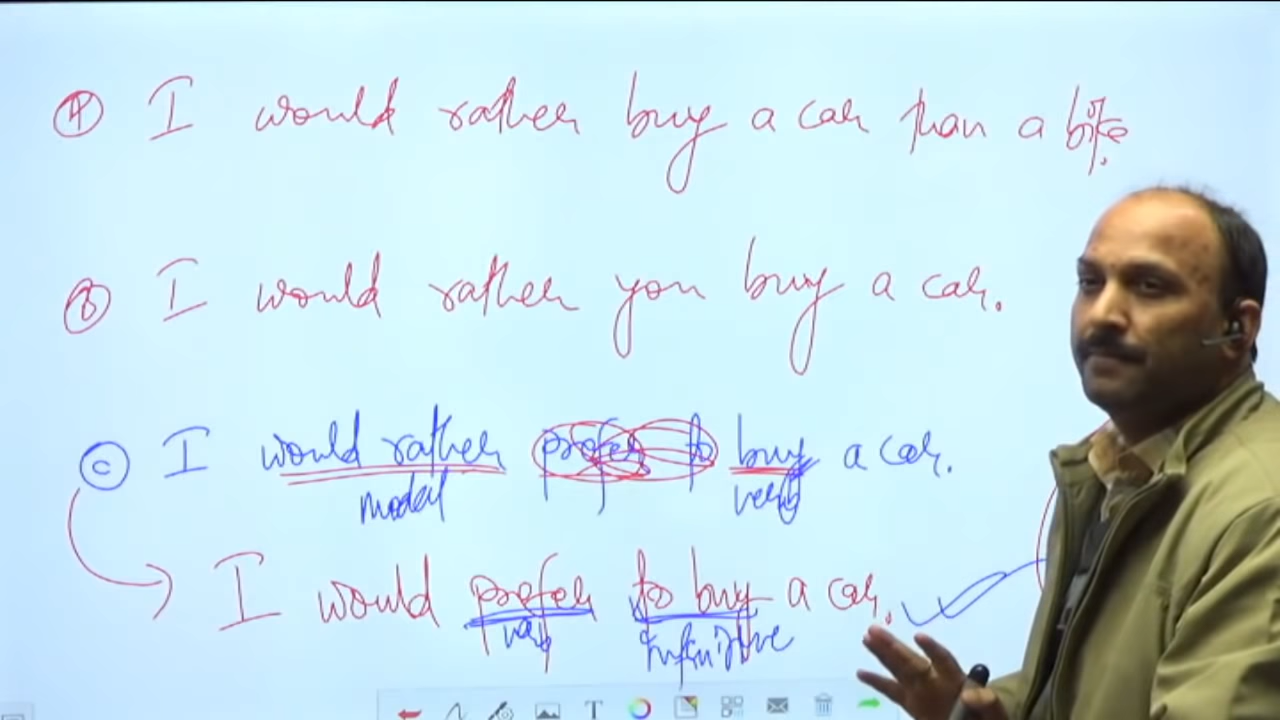 A I would rather buy a car than a bike.
B I would rather you buy a car.
C I would rather prefer to buy a car.
modal verb
I would prefer to buy a car.
verb infinitive
T